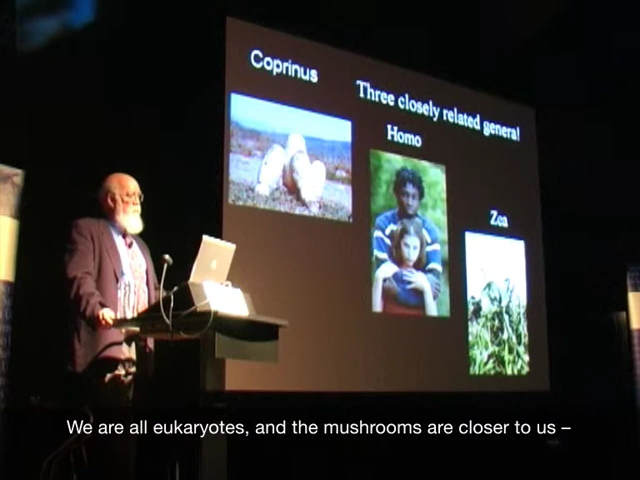 Coprinus
Three closely related genera!
Homo
Zea
We are all eukaryotes, and the mushrooms are closer to us –